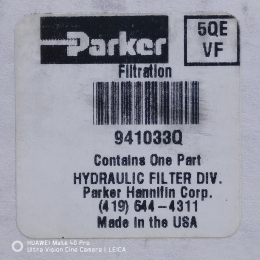 Parker
5QE
VF
Filtration
941033Q
Contains One Part
HYDRAULIC FILTER DIV.
Parker Hannifin Corp.
(419) 644-4311
Made in the USA
HUAWEI Mate 40 Pro
Ultra Vision Cine Camera | LEICA